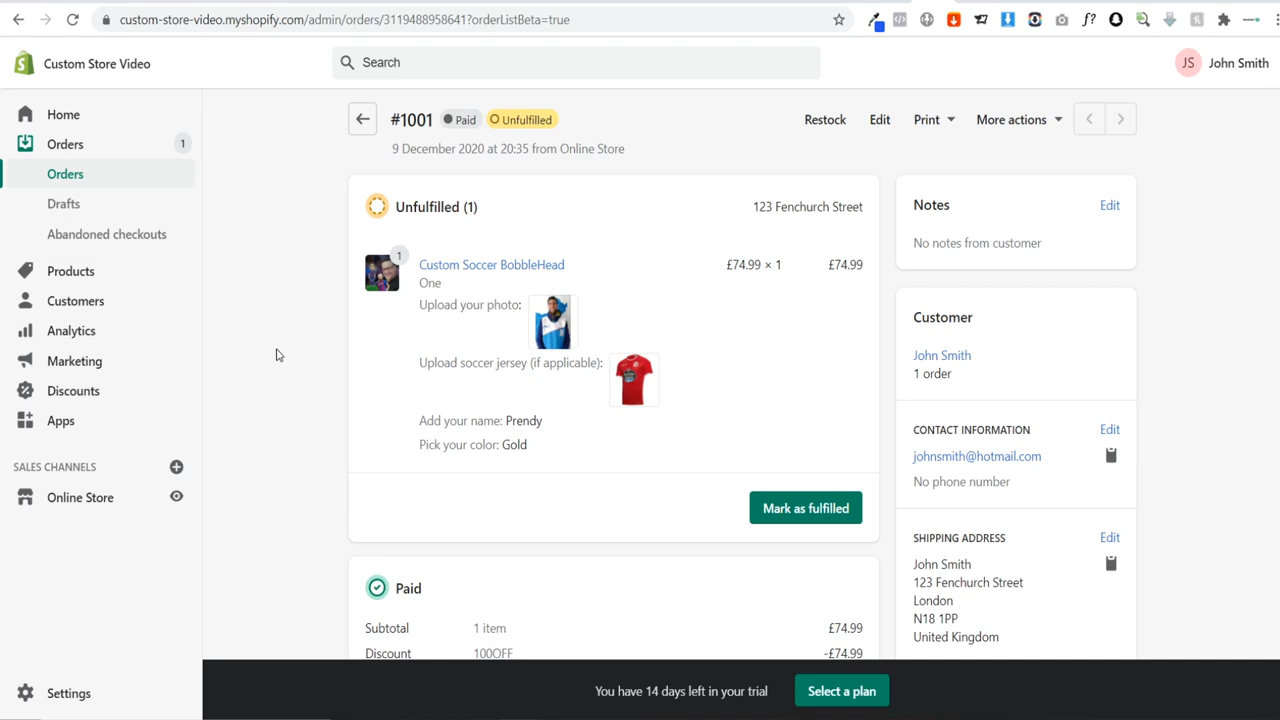 custom-store-video.myshopify.com/admin/orders/3119488958641?orderListBeta=true
f?
Custom Store Video
Search
JS John Smith
Home
Orders 1
Orders
Drafts
Abandoned checkouts
Products
Customers
Analytics
Marketing
Discounts
Apps
SALES CHANNELS
Online Store
Settings
#1001 Paid Unfulfilled
Restock Edit Print More actions
9 December 2020 at 20:35 from Online Store
Unfulfilled (1) 123 Fenchurch Street
1
Custom Soccer BobbleHead £74.99 × 1 £74.99
One
Upload your photo:
Upload soccer jersey (if applicable):
Add your name: Prendy
Pick your color: Gold
Mark as fulfilled
Paid
Subtotal 1 item £74.99
Discount 100OFF -£74.99
Notes Edit
No notes from customer
Customer
John Smith
1 order
CONTACT INFORMATION Edit
johnsmith@hotmail.com
No phone number
SHIPPING ADDRESS Edit
John Smith
123 Fenchurch Street
London
N18 1PP
United Kingdom
You have 14 days left in your trial Select a plan